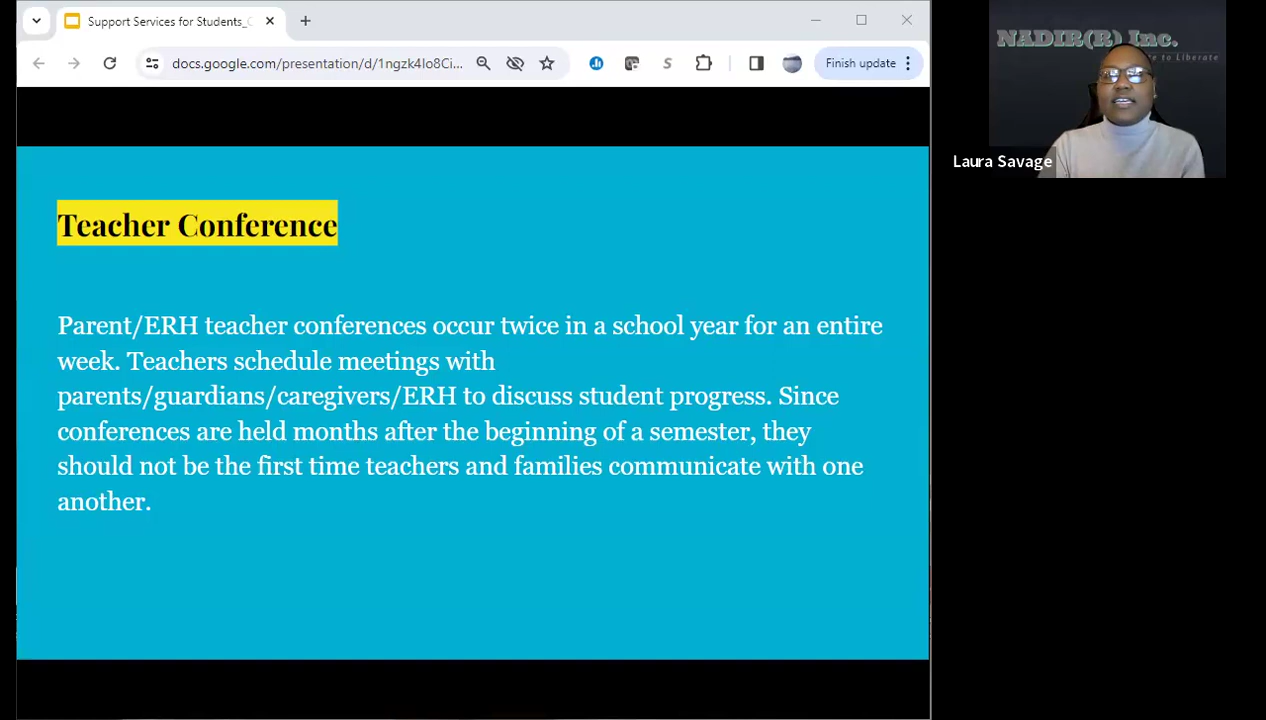 Support Services for Students_
docs.google.com/presentation/d/1ngzk4lo8Ci...
Finish update
NADIR(R) Inc.
te to Liberate
Laura Savage
Teacher Conference
Parent/ERH teacher conferences occur twice in a school year for an entire
week. Teachers schedule meetings with
parents/guardians/caregivers/ERH to discuss student progress. Since
conferences are held months after the beginning of a semester, they
should not be the first time teachers and families communicate with one
another.